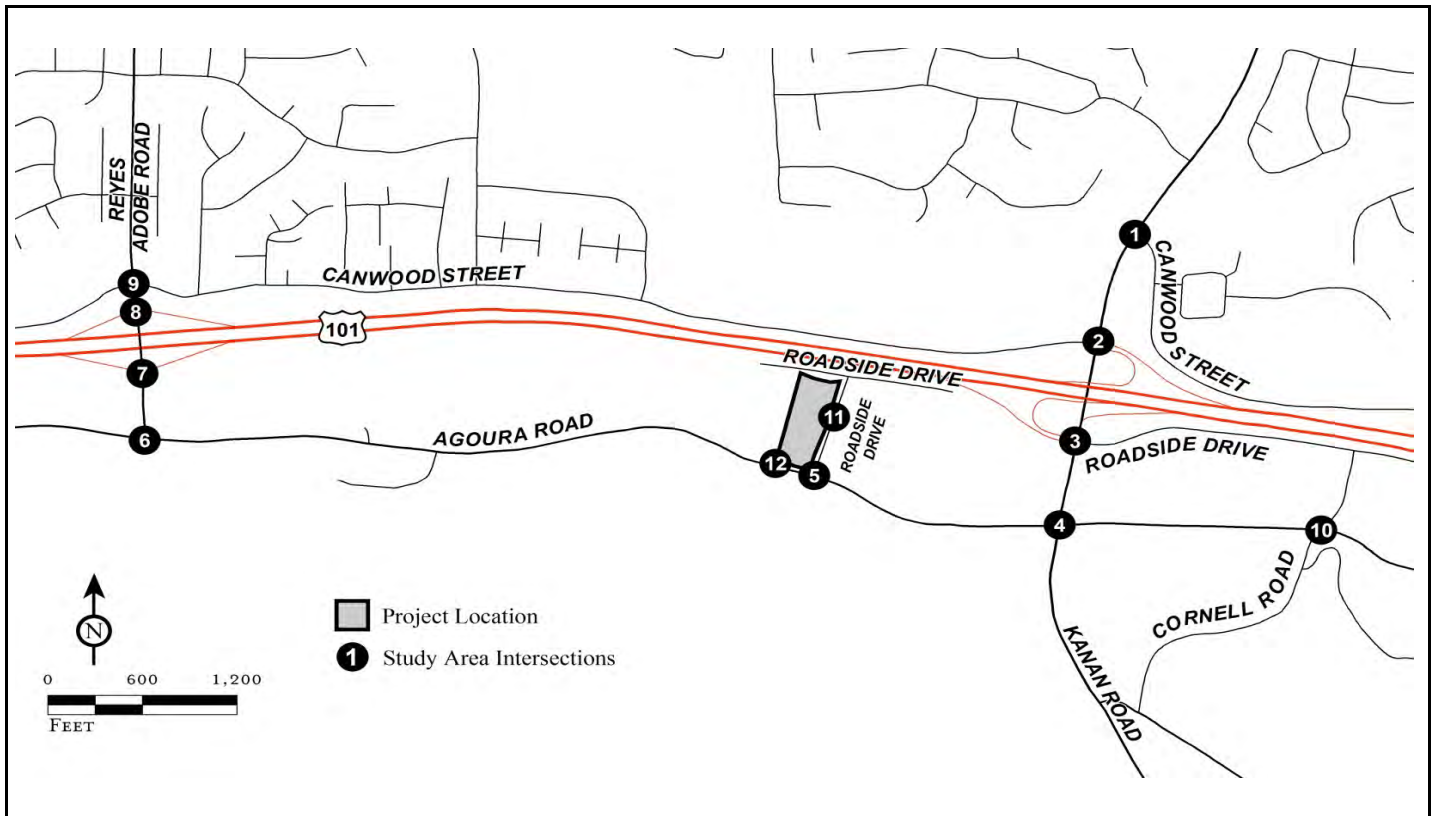 REYES
ADOBE ROAD
1
CANWOOD STREET
9
CANWOOD STREET
8
101
2
7
ROADSIDE DRIVE
11
ROADSIDE
DRIVE
6
AGOURA ROAD
3
ROADSIDE DRIVE
12
5
4
10
CORNELL ROAD
N
Project Location
1 Study Area Intersections
KANAN ROAD
0 600 1,200
FEET